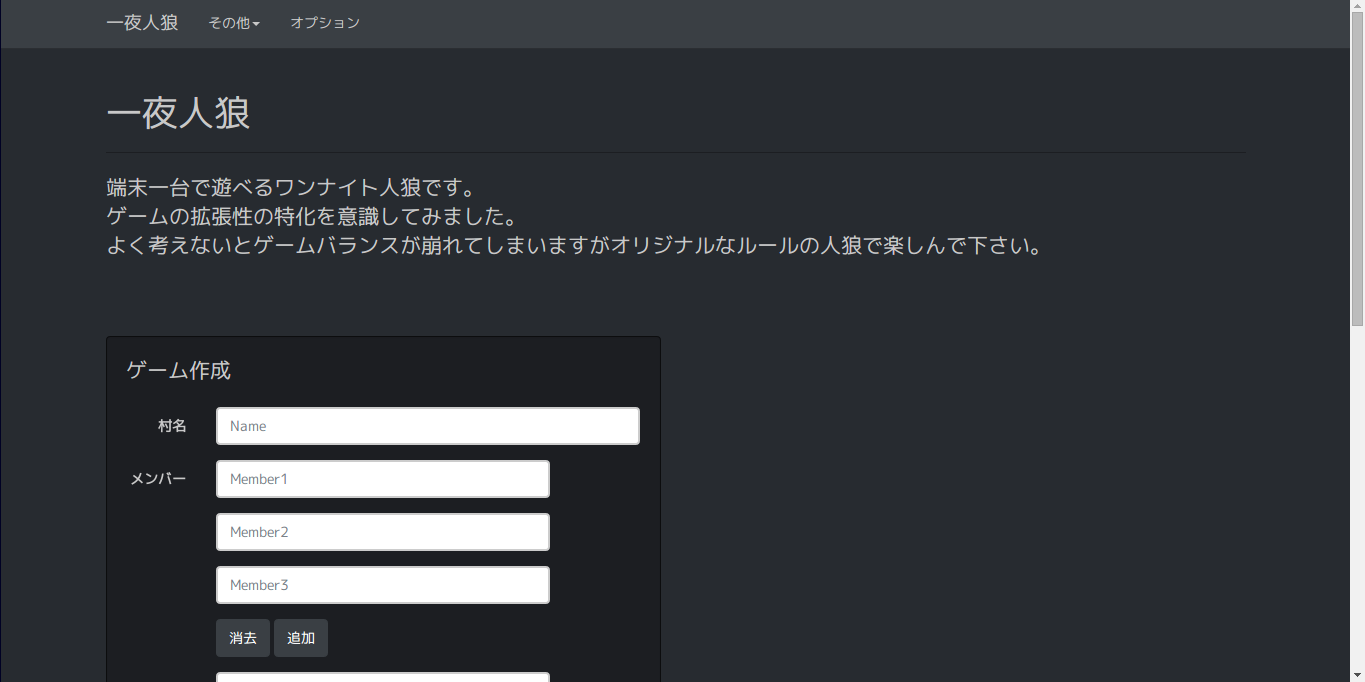 一夜人狼 その他 オプション
一夜人狼
端末一台で遊べるワンナイト人狼です。
ゲームの拡張性の特化を意識してみました。
よく考えないとゲームバランスが崩れてしまいますがオリジナルなルールの人狼で楽しんで下さい。
ゲーム作成
村名 Name
メンバー Member1
Member2
Member3
消去 追加